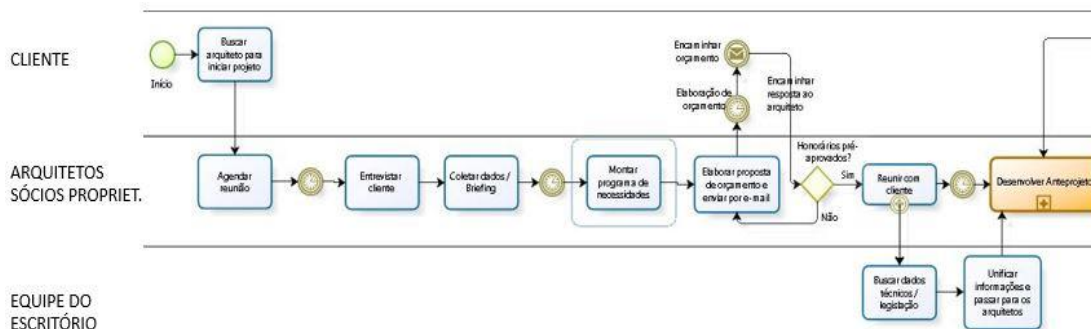 CLIENTE
Início
Buscar
arquiteto para
iniciar projeto
Encaminhar
orçamento
Elaboração de
orçamento
Encaminhar
resposta ao
arquiteto
ARQUITETOS
SÓCIOS PROPRIET.
Agendar
reunião
Entrevistar
cliente
Coletar dados /
Briefing
Montar
programa de
necessidades
Elaborar proposta
de orçamento e
enviar por e-mail
Honorários pré-
aprovados?
Sim
Não
Reunir com
cliente
Desenvolver Anteprojeto
EQUIPE DO
ESCRITÓRIO
Buscar dados
técnicos /
legislação
Unificar
informações e
passar para os
arquitetos